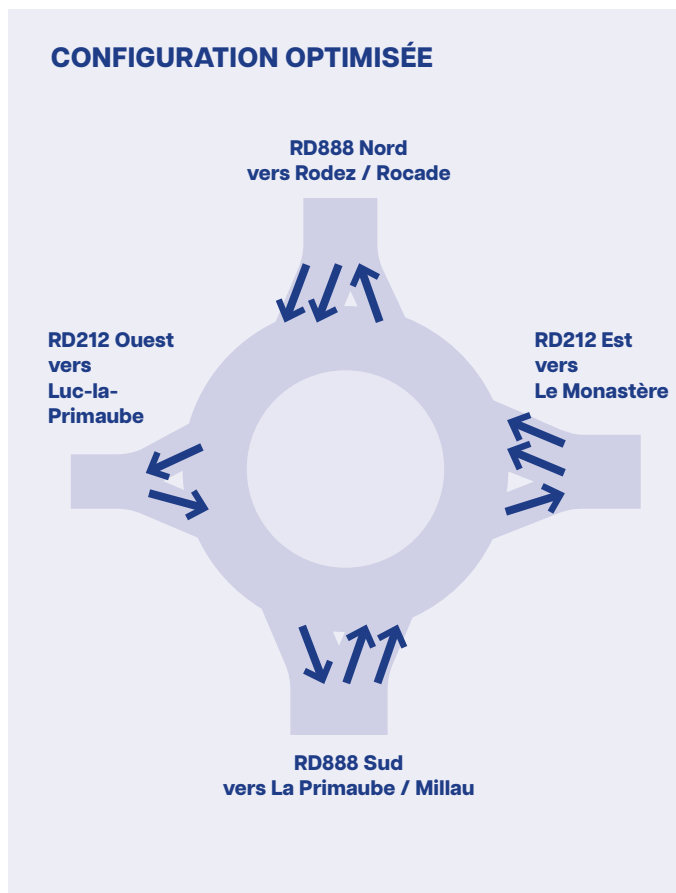 CONFIGURATION OPTIMISÉE
RD888 Nord
vers Rodez / Rocade
RD212 Ouest
vers
Luc-la-
Primaube
RD212 Est
vers
Le Monastère
RD888 Sud
vers La Primaube / Millau